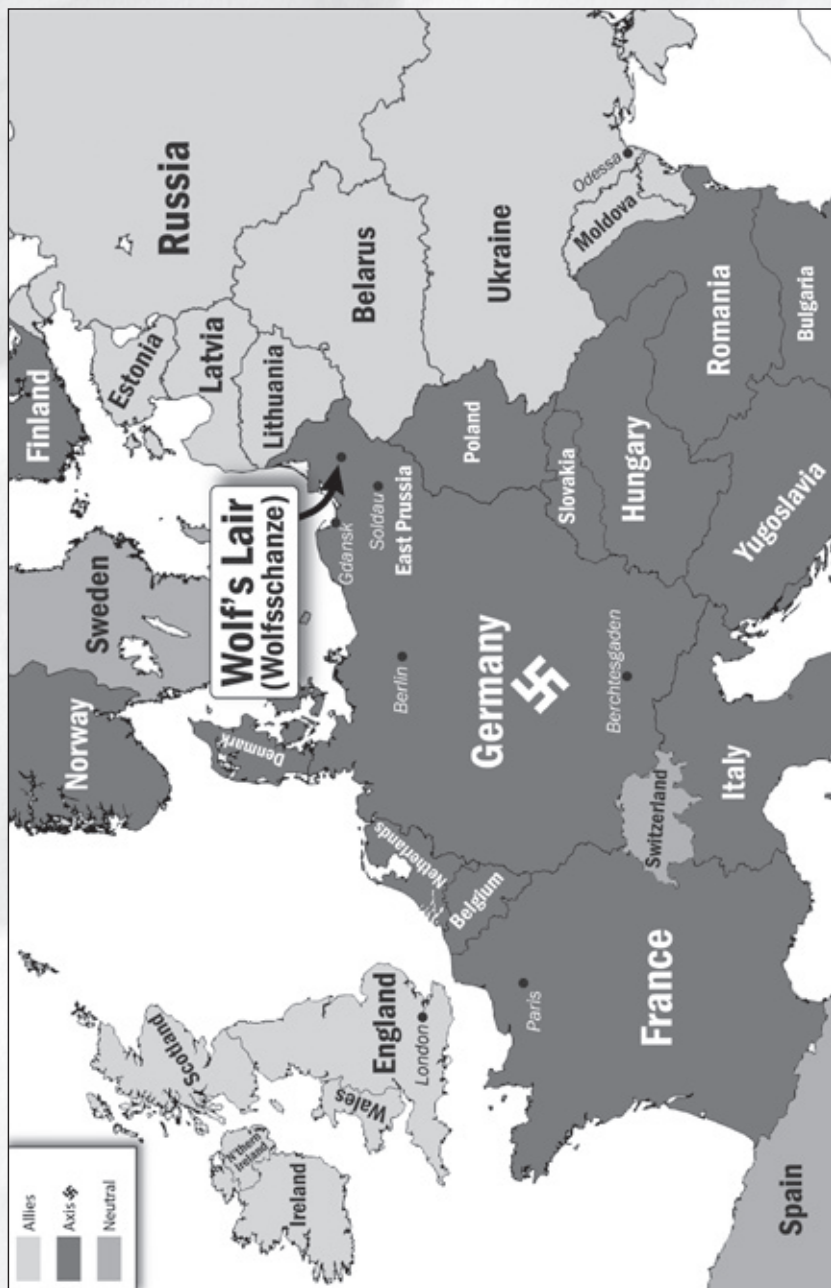 Allies
Axis 卐
Neutral
Norway
Sweden
Finland
Russia
Estonia
Latvia
Lithuania
Belarus
Ukraine
Moldova
Odessa
Scotland
N'thern
Ireland
Ireland
Wales
England
London
Denmark
Netherlands
Belgium
Wolf's Lair
(Wolfsschanze)
Gdansk
Soldau
East Prussia
Berlin
Germany
Berchtesgaden
Poland
Slovakia
Hungary
Romania
Bulgaria
Yugoslavia
Paris
France
Switzerland
Italy
Spain